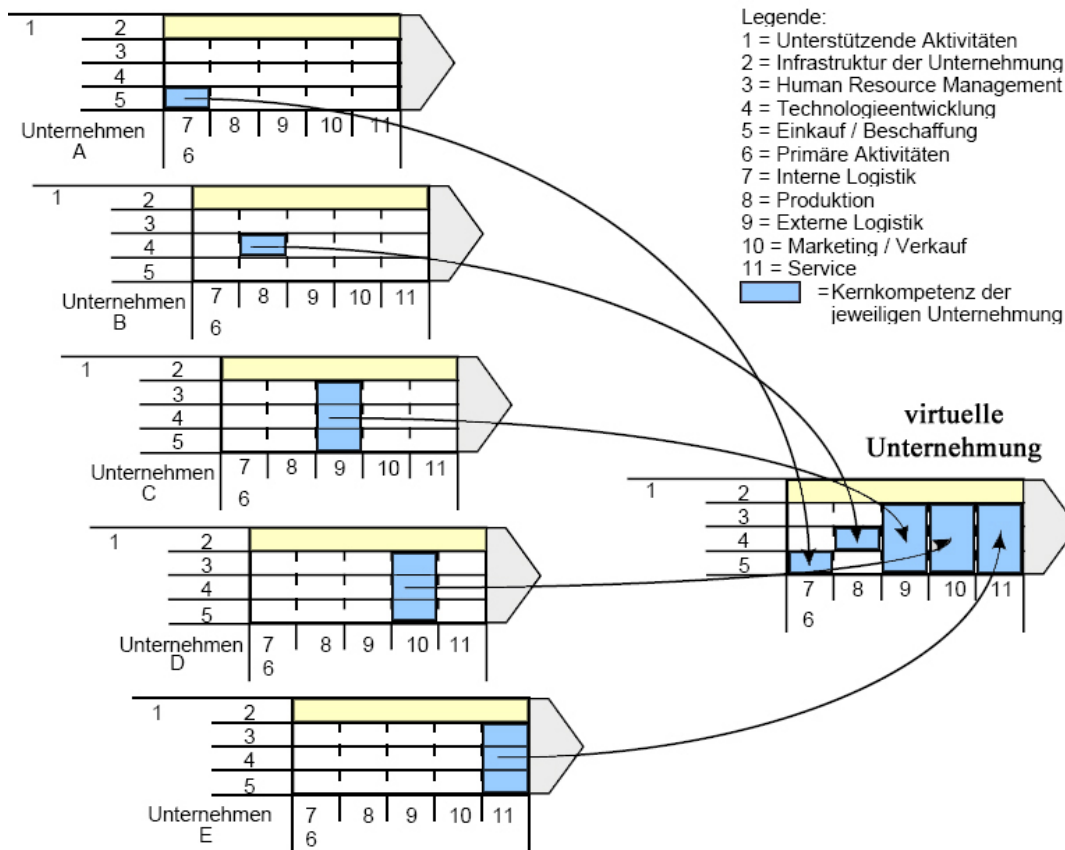 Legende:
1 = Unterstützende Aktivitäten
2 = Infrastruktur der Unternehmung
3 = Human Resource Management
4 = Technologieentwicklung
5 = Einkauf / Beschaffung
6 = Primäre Aktivitäten
7 = Interne Logistik
8 = Produktion
9 = Externe Logistik
10 = Marketing / Verkauf
11 = Service
=Kernkompetenz der
jeweiligen Unternehmung
1 2
3
4
5
Unternehmen
A
7 8 9 10 11
6
1 2
3
4
5
Unternehmen
B
7 8 9 10 11
6
1 2
3
4
5
Unternehmen
C
7 8 9 10 11
6
1 2
3
4
5
Unternehmen
D
7 8 9 10 11
6
1 2
3
4
5
Unternehmen
E
7 8 9 10 11
6
virtuelle
Unternehmung
1 2
3
4
5
7 8 9 10 11
6